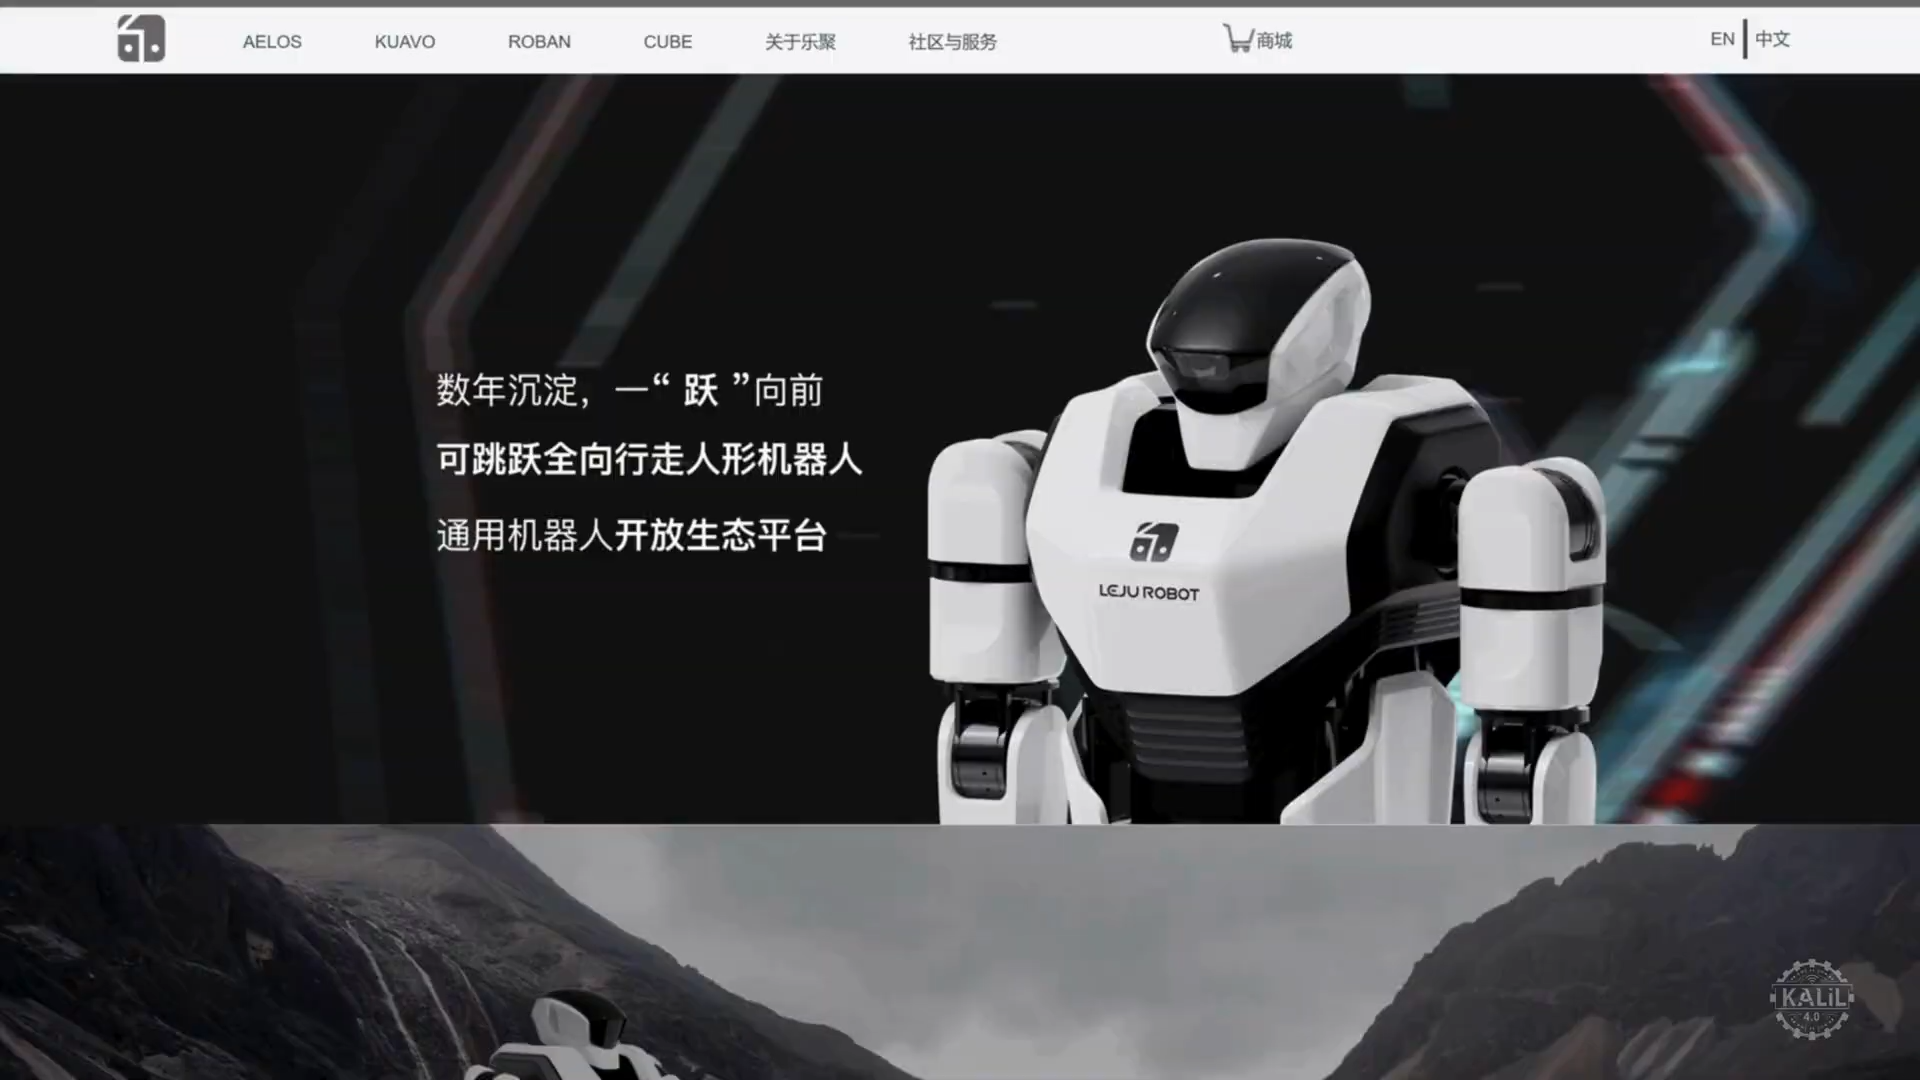 AELOS KUAVO ROBAN CUBE 关于乐聚 社区与服务 商城 EN 中文
数年沉淀，一“ 跃 ”向前
可跳跃全向行走人形机器人
通用机器人开放生态平台
LEJU ROBOT
KALiL
4.0